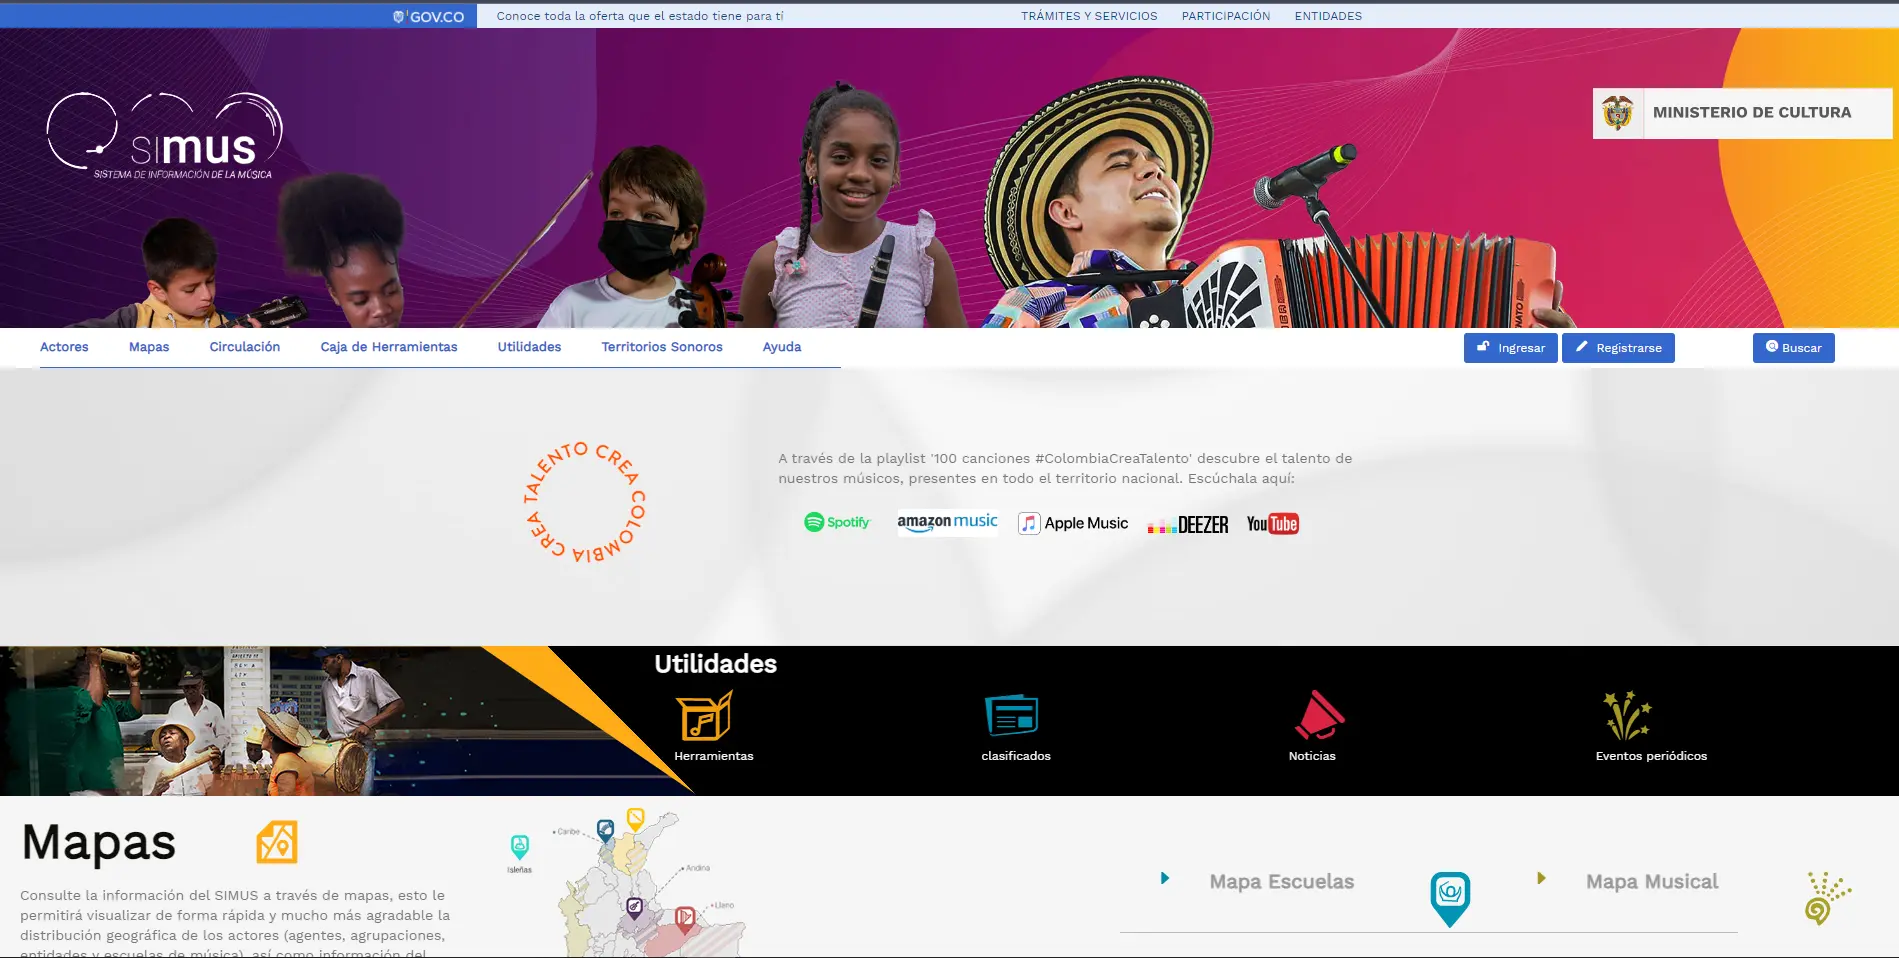 GOV.CO
Conoce toda la oferta que el estado tiene para tí
TRÁMITES Y SERVICIOS
PARTICIPACIÓN
ENTIDADES
SIMUS
SISTEMA DE INFORMACIÓN DE LA MÚSICA
MINISTERIO DE CULTURA
Actores
Mapas
Circulación
Caja de Herramientas
Utilidades
Territorios Sonoros
Ayuda
Ingresar
Registrarse
Buscar
CREA TALENTO CREA COLOMBIA
A través de la playlist '100 canciones #ColombiaCreaTalento' descubre el talento de
nuestros músicos, presentes en todo el territorio nacional. Escúchala aquí:
Spotify
amazon music
Apple Music
DEEZER
YouTube
Utilidades
Herramientas
clasificados
Noticias
Eventos periódicos
Mapas
Consulte la información del SIMUS a través de mapas, esto le
permitirá visualizar de forma rápida y mucho más agradable la
distribución geográfica de los actores (agentes, agrupaciones,
entidades y escuelas de música), así como información del
Caribe
Isleñas
Andina
Llano
Mapa Escuelas
Mapa Musical